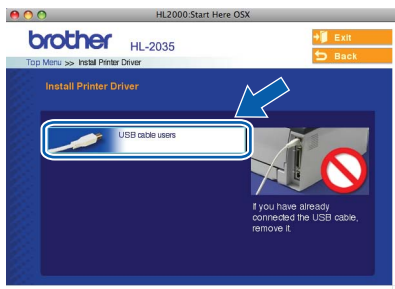 HL2000:Start Here OSX
brother HL-2035
Exit
Back
Top Menu >> Install Printer Driver
Install Printer Driver
USB cable users
If you have already
connected the USB cable,
remove it.